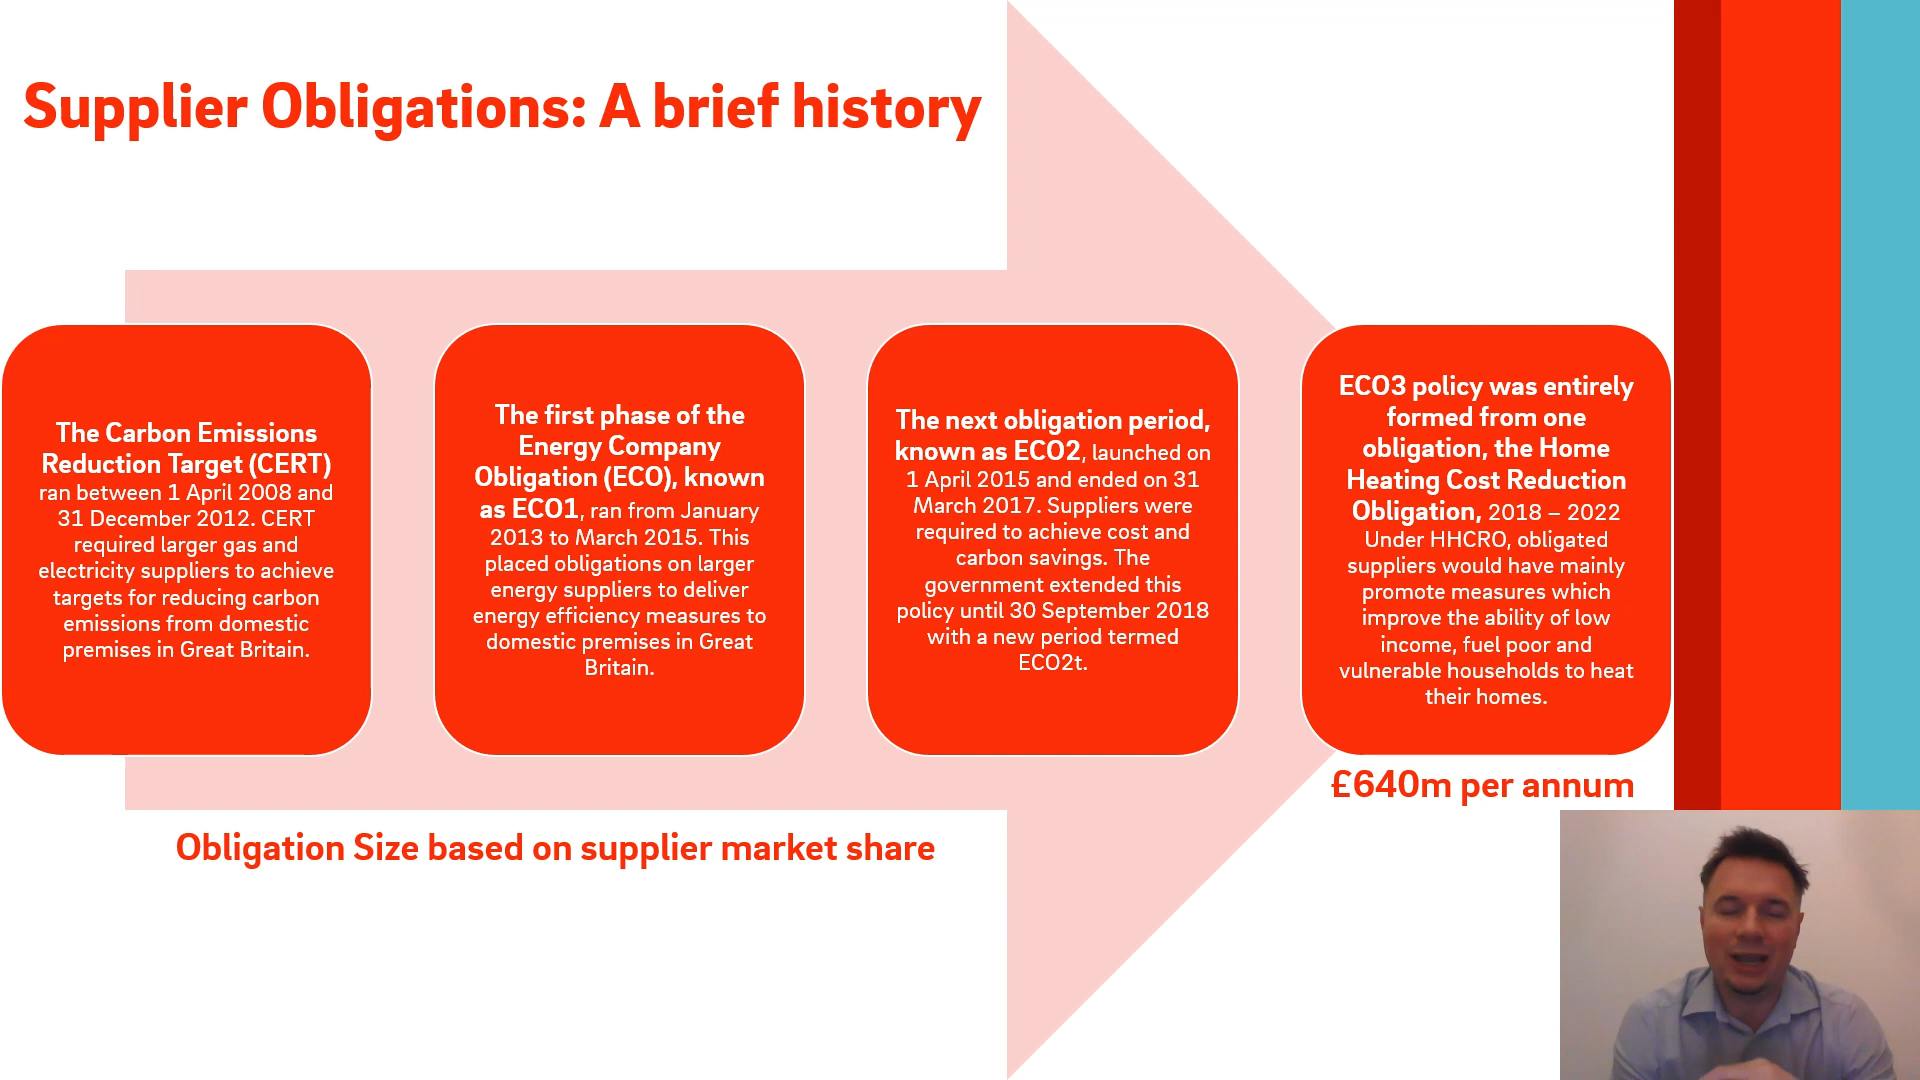 Supplier Obligations: A brief history
The Carbon Emissions
Reduction Target (CERT)
ran between 1 April 2008 and
31 December 2012. CERT
required larger gas and
electricity suppliers to achieve
targets for reducing carbon
emissions from domestic
premises in Great Britain.
The first phase of the
Energy Company
Obligation (ECO), known
as ECO1, ran from January
2013 to March 2015. This
placed obligations on larger
energy suppliers to deliver
energy efficiency measures to
domestic premises in Great
Britain.
The next obligation period,
known as ECO2, launched on
1 April 2015 and ended on 31
March 2017. Suppliers were
required to achieve cost and
carbon savings. The
government extended this
policy until 30 September 2018
with a new period termed
ECO2t.
ECO3 policy was entirely
formed from one
obligation, the Home
Heating Cost Reduction
Obligation, 2018 – 2022
Under HHCRO, obligated
suppliers would have mainly
promote measures which
improve the ability of low
income, fuel poor and
vulnerable households to heat
their homes.
£640m per annum
Obligation Size based on supplier market share